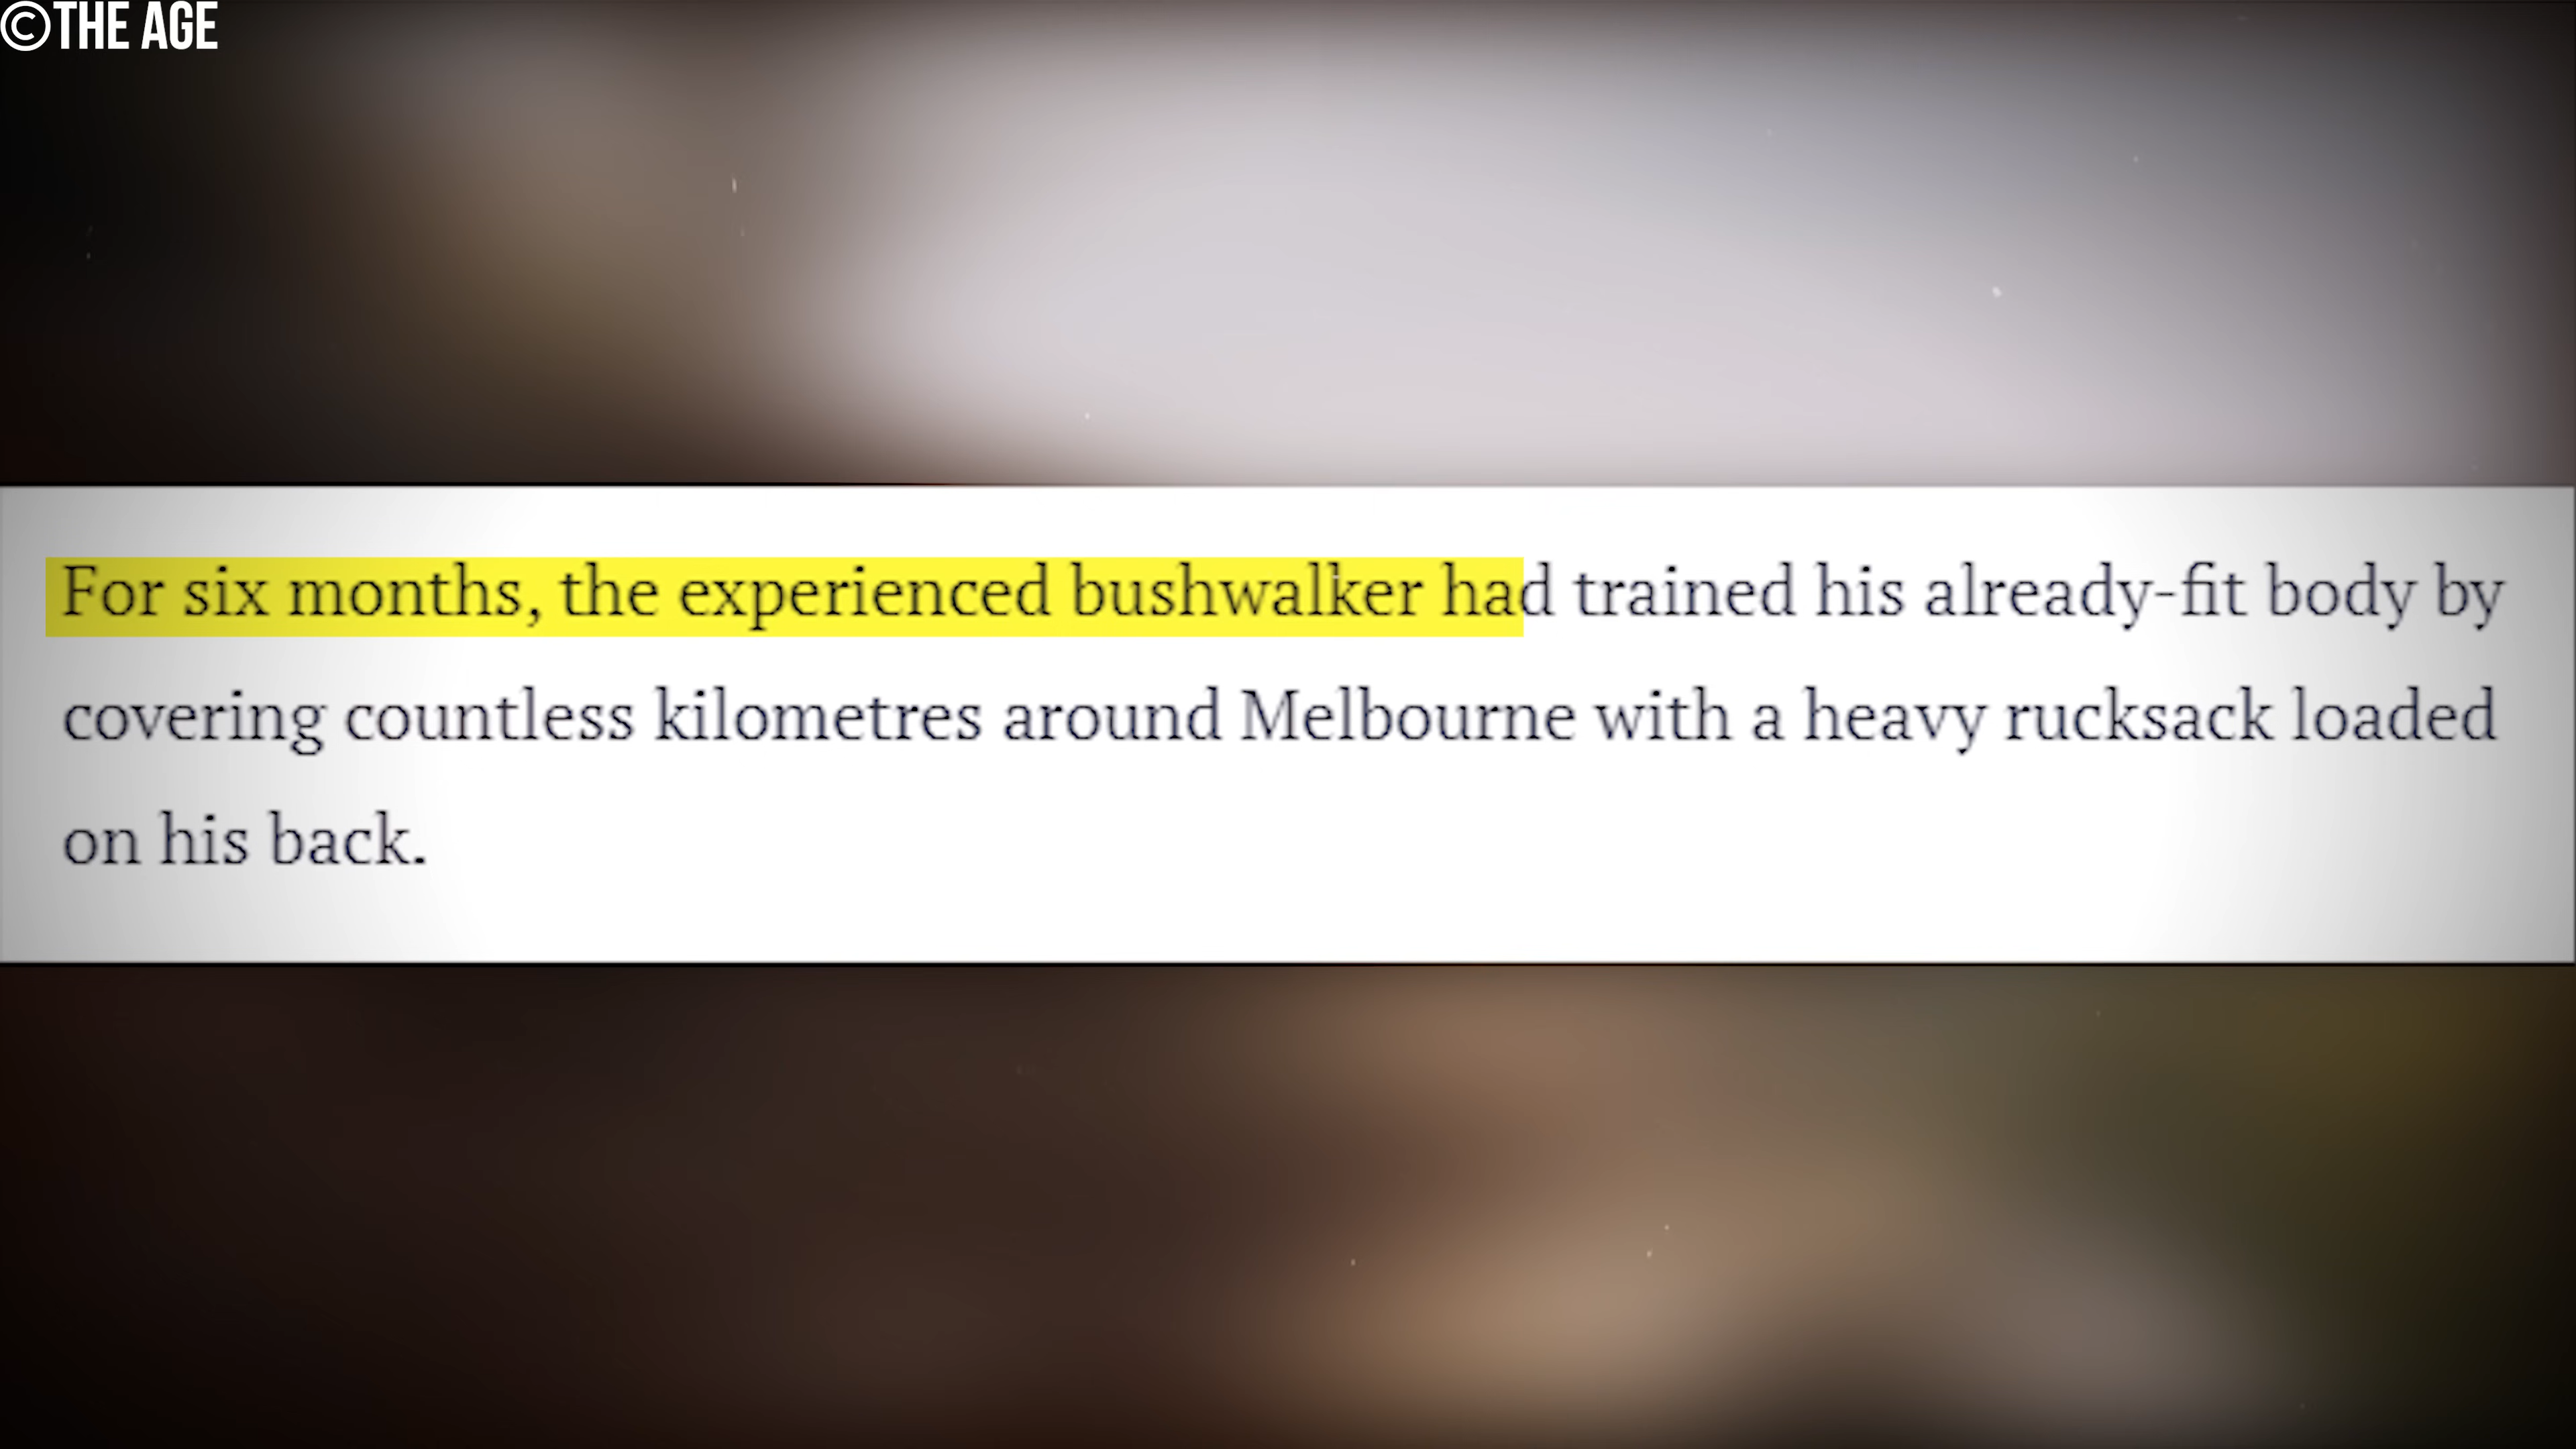 ©THE AGE
For six months, the experienced bushwalker had trained his already-fit body by
covering countless kilometres around Melbourne with a heavy rucksack loaded
on his back.